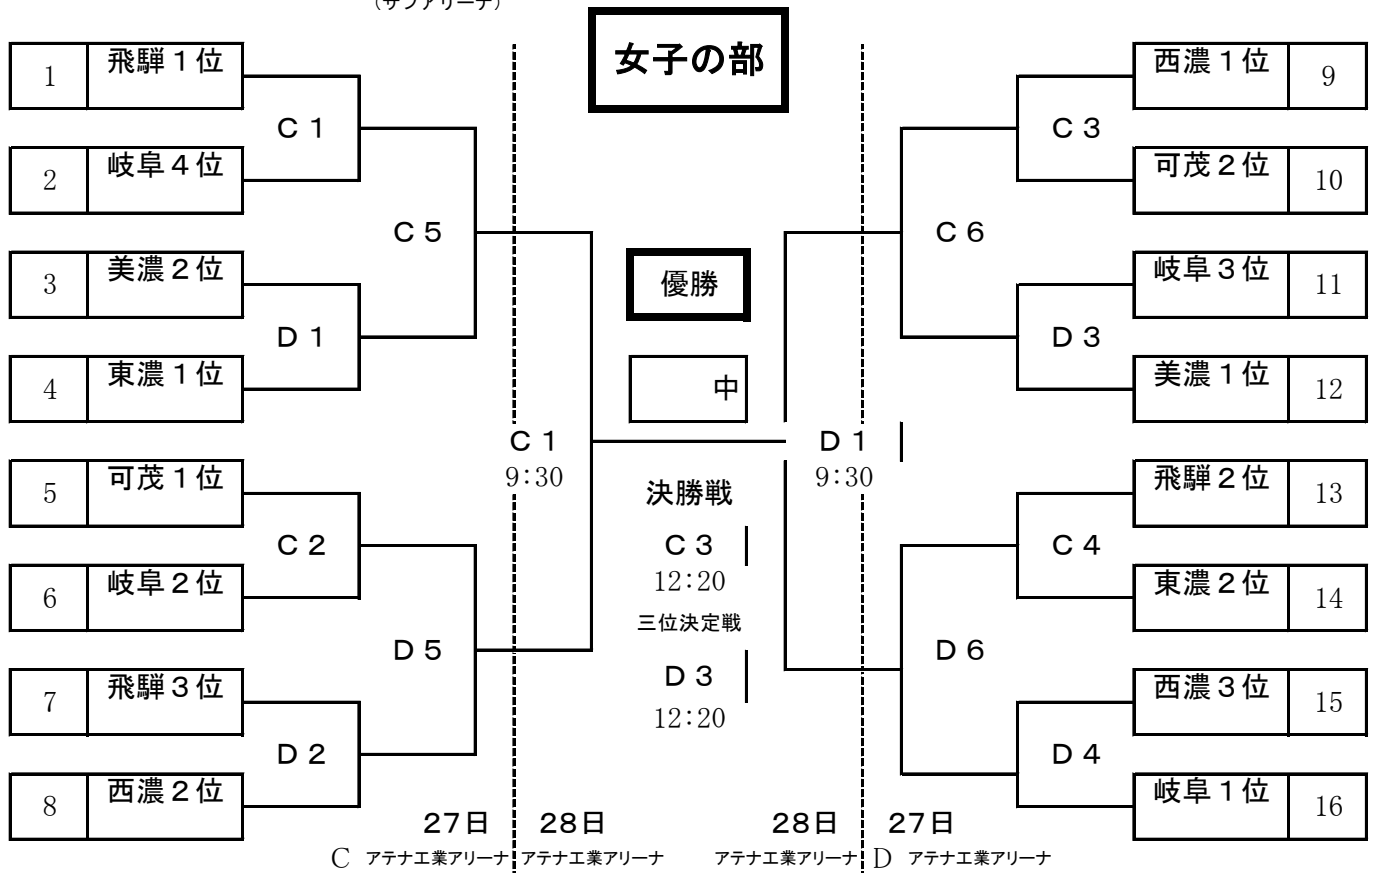 (サンアリーナ)
女子の部
1 飛騨１位
2 岐阜４位
3 美濃２位
4 東濃１位
5 可茂１位
6 岐阜２位
7 飛騨３位
8 西濃２位
Ｃ１
Ｄ１
Ｃ２
Ｄ２
Ｃ５
Ｄ５
Ｃ１
9:30
優勝
中
決勝戦
Ｃ３
12:20
三位決定戦
Ｄ３
12:20
Ｄ１
9:30
Ｃ６
Ｄ６
Ｃ３
Ｄ３
Ｃ４
Ｄ４
西濃１位 9
可茂２位 10
岐阜３位 11
美濃１位 12
飛騨２位 13
東濃２位 14
西濃３位 15
岐阜１位 16
27日 28日 28日 27日
C アテナ工業アリーナ アテナ工業アリーナ アテナ工業アリーナ D アテナ工業アリーナ